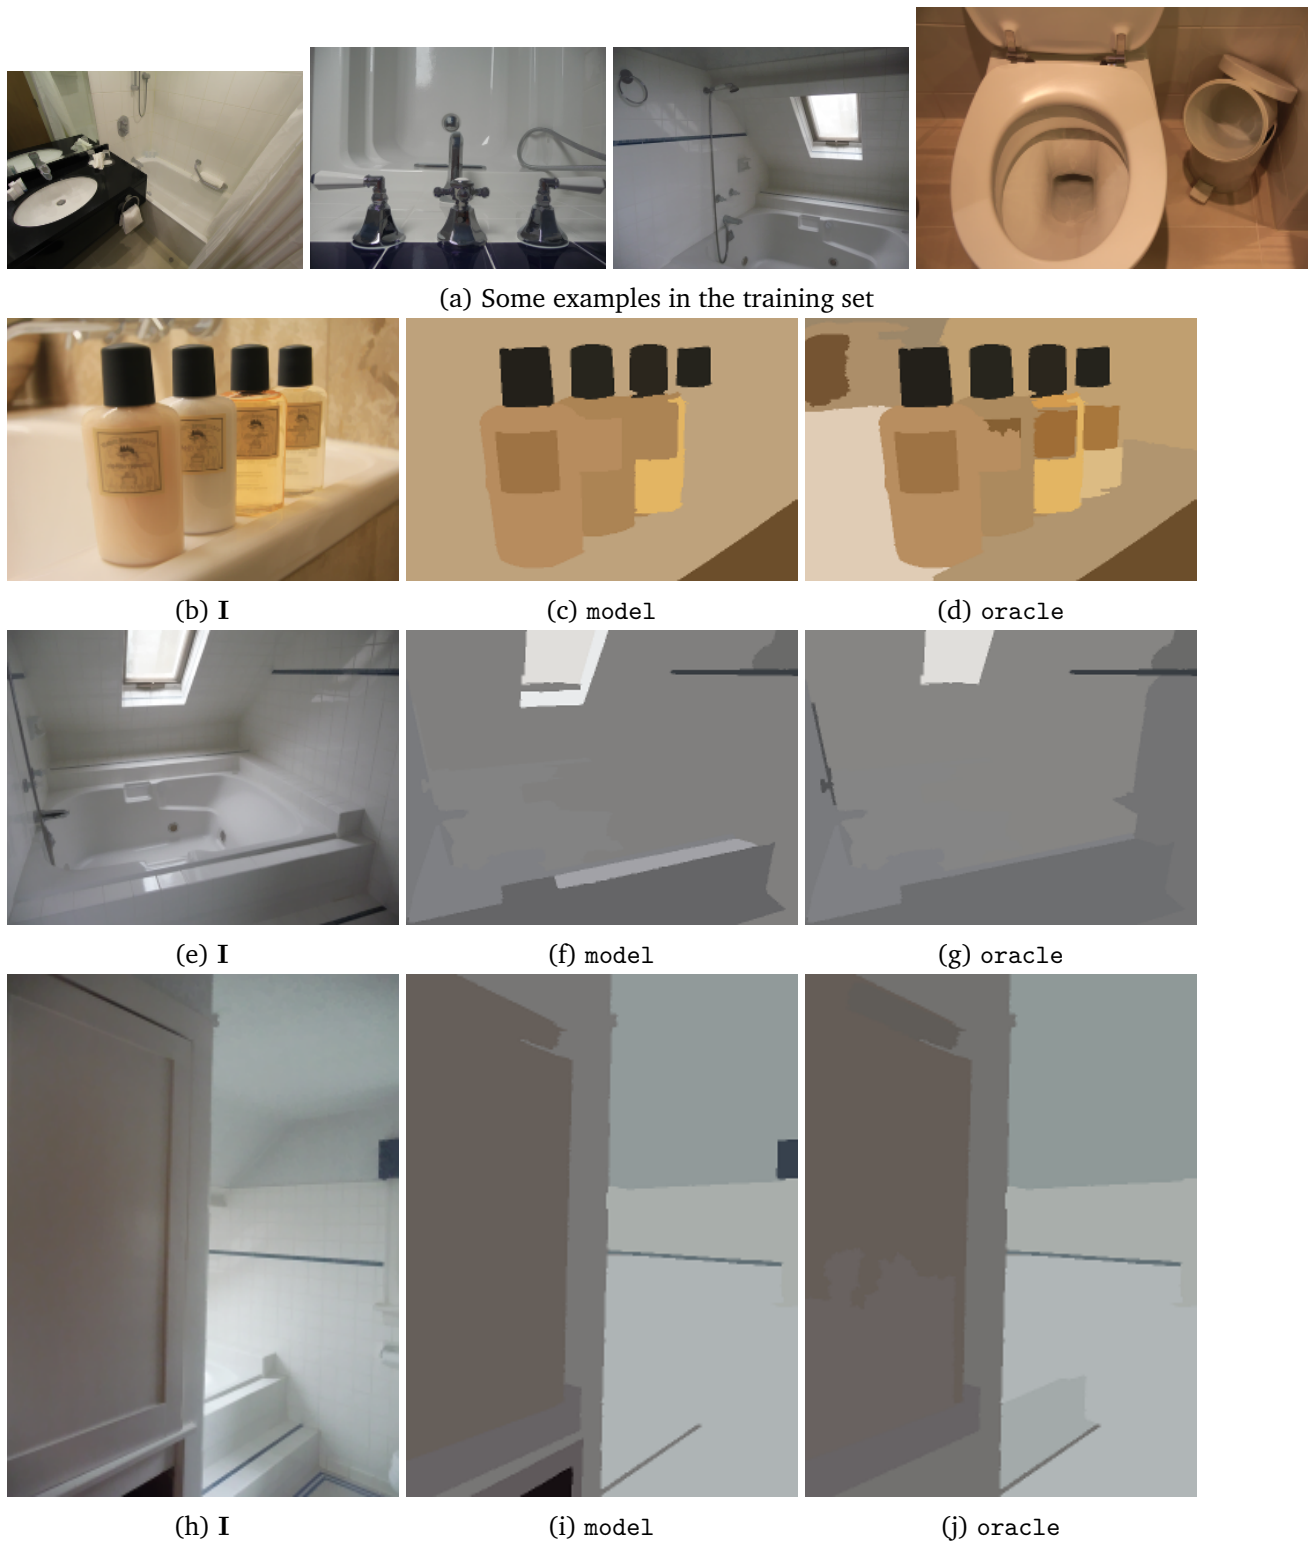 (a) Some examples in the training set
(b) I
(c) model
(d) oracle
(e) I
(f) model
(g) oracle
(h) I
(i) model
(j) oracle